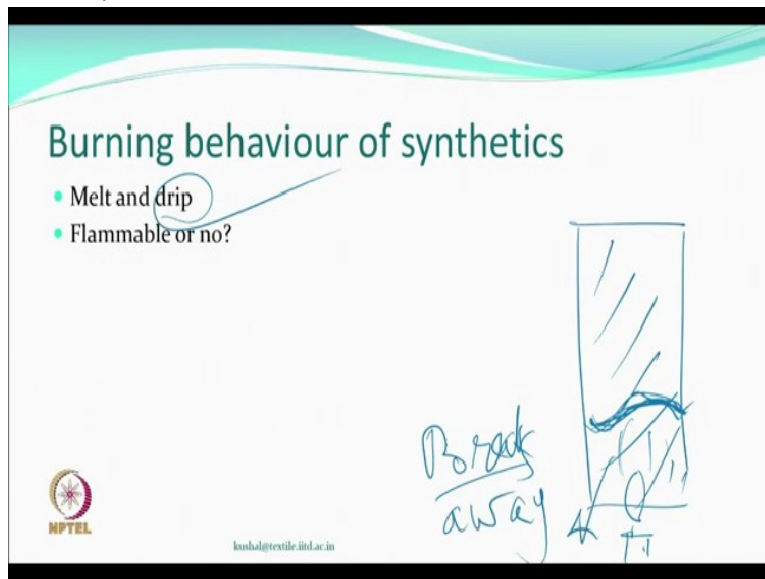 Burning behaviour of synthetics
Melt and drip
Flammable or no?
Break
away
NPTEL
kushal@textile.iitd.ac.in